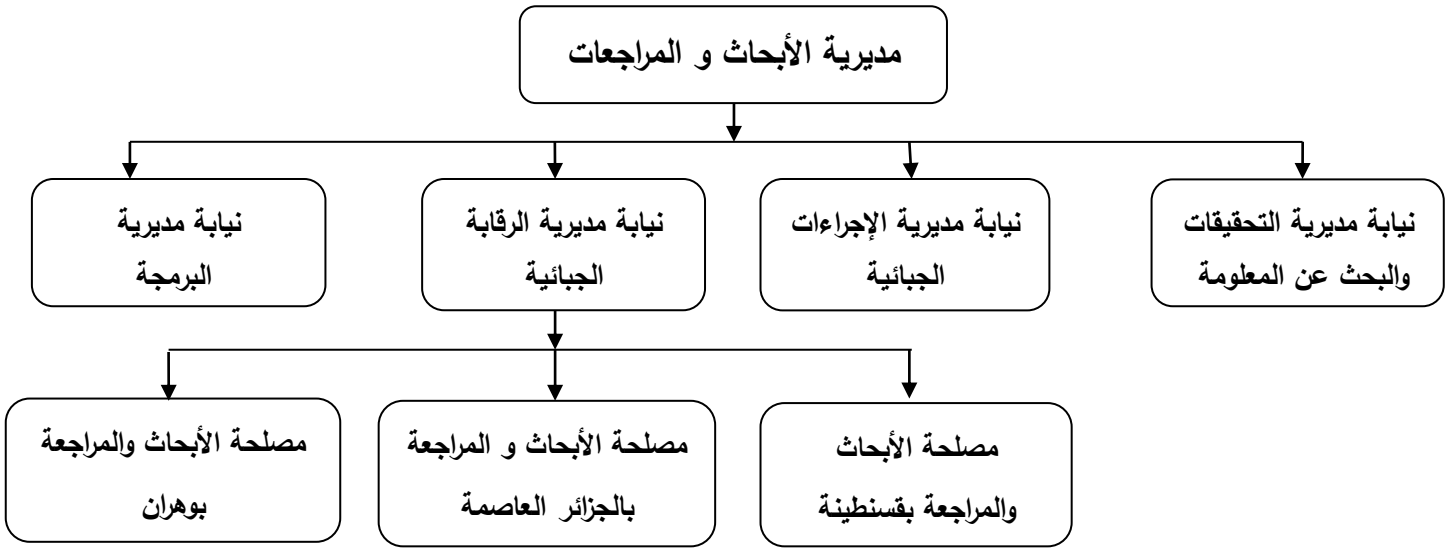 مديرية الأبحاث و المراجعات
نيابة مديرية التحقيقات
والبحث عن المعلومة
نيابة مديرية الإجراءات
الجبائية
نيابة مديرية الرقابة
الجبائية
نيابة مديرية
البرمجة
مصلحة الأبحاث
والمراجعة بقسنطينة
مصلحة الأبحاث و المراجعة
بالجزائر العاصمة
مصلحة الأبحاث والمراجعة
بوهران